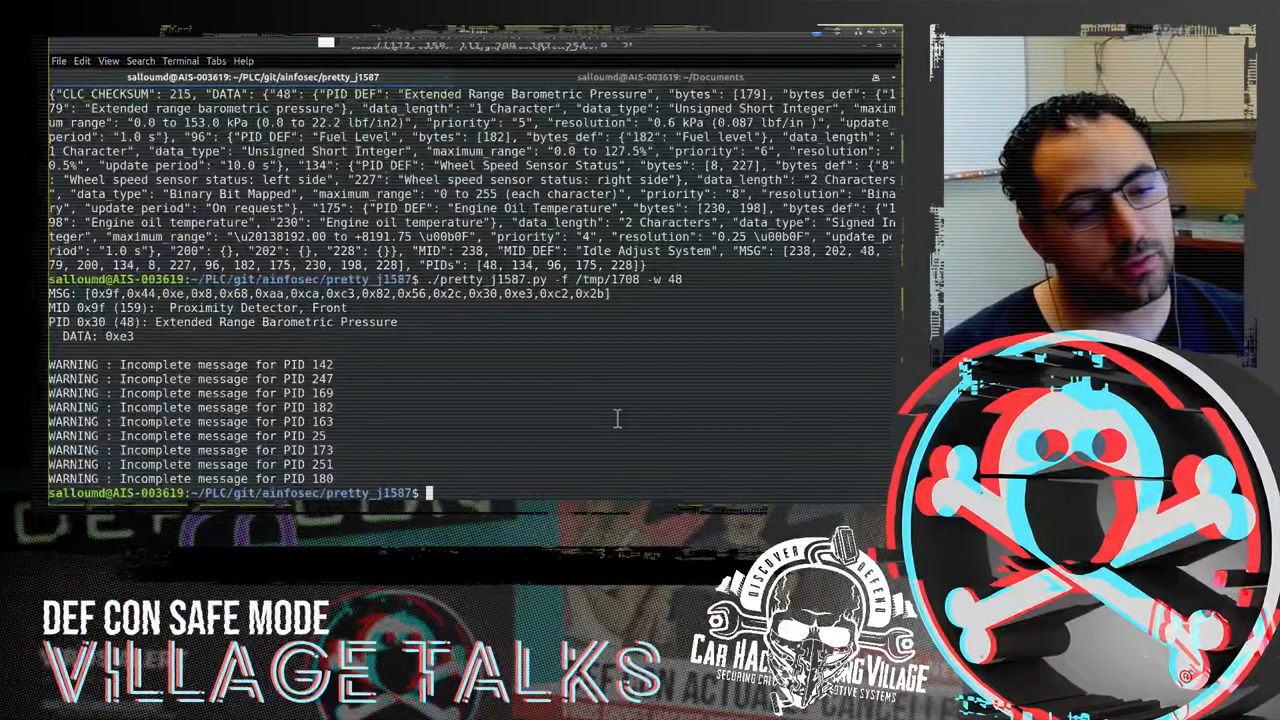 File Edit View Search Terminal Tabs Help
salloumd@AIS-003619:~/PLC/git/ainfosec/pretty_j1587
salloumd@AIS-003619:~/Documents
{"CLC CHECKSUM": 215, "DATA": {"48": {"PID DEF": "Extended Range Barometric Pressure", "bytes": [179], "bytes def": {"1
79": "Extended range barometric pressure"}, "data_length": "1 Character", "data_type": "Unsigned Short Integer", "maxim
um range": "0.0 to 153.0 kPa (0.0 to 22.2 lbf/in2)", "priority": "5", "resolution": "0.6 kPa (0.087 lbf/in )", "update
period": "1.0 s"}, "96": {"PID DEF": "Fuel Level", "bytes": [182], "bytes def": {"182": "Fuel level"}, "data_length": "
1 Character", "data_type": "Unsigned Short Integer", "maximum_range": "0.0 to 127.5%", "priority": "6", "resolution": "
0.5%", "update period": "10.0 s"}, "134": {"PID DEF": "Wheel Speed Sensor Status", "bytes": [8, 227], "bytes def": {"8"
: "Wheel speed sensor status: left side", "227": "Wheel speed sensor status: right side"}, "data_length": "2 Characters
", "data_type": "Binary Bit Mapped", "maximum range": "0 to 255 (each character)", "priority": "8", "resolution": "Bina
ry", "update period": "On request"}, "175": {"PID DEF": "Engine Oil Temperature", "bytes": [230, 198], "bytes def": {"1
98": "Engine oil temperature", "230": "Engine oil temperature"}, "data_length": "2 Characters", "data_type": "Signed In
teger", "maximum_range": "\u20138192.00 to +8191.75 \u00b0F", "priority": "4", "resolution": "0.25 \u00b0F", "update pe
riod": "1.0 s"}, "200": {}, "202": {}, "228": {}}, "MID": 238, "MID DEF": "Idle Adjust System", "MSG": [238, 202, 48, 1
79, 200, 134, 8, 227, 96, 182, 175, 230, 198, 228], "PIDs": [48, 134, 96, 175, 228]}
salloumd@AIS-003619:~/PLC/git/ainfosec/pretty_j1587$ ./pretty_j1587.py -f /tmp/1708 -w 48
MSG: [0x9f,0x44,0xe,0x8,0x68,0xaa,0xca,0xc3,0x82,0x56,0x2c,0x30,0xe3,0xc2,0x2b]
MID 0x9f (159): Proximity Detector, Front
PID 0x30 (48): Extended Range Barometric Pressure
DATA: 0xe3
WARNING : Incomplete message for PID 142
WARNING : Incomplete message for PID 247
WARNING : Incomplete message for PID 169
WARNING : Incomplete message for PID 182
WARNING : Incomplete message for PID 163
WARNING : Incomplete message for PID 25
WARNING : Incomplete message for PID 173
WARNING : Incomplete message for PID 251
WARNING : Incomplete message for PID 180
salloumd@AIS-003619:~/PLC/git/ainfosec/pretty_j1587$
DEF CON SAFE MODE
VILLAGE TALKS
DISCOVER DEFEND
CAR HACKING VILLAGE